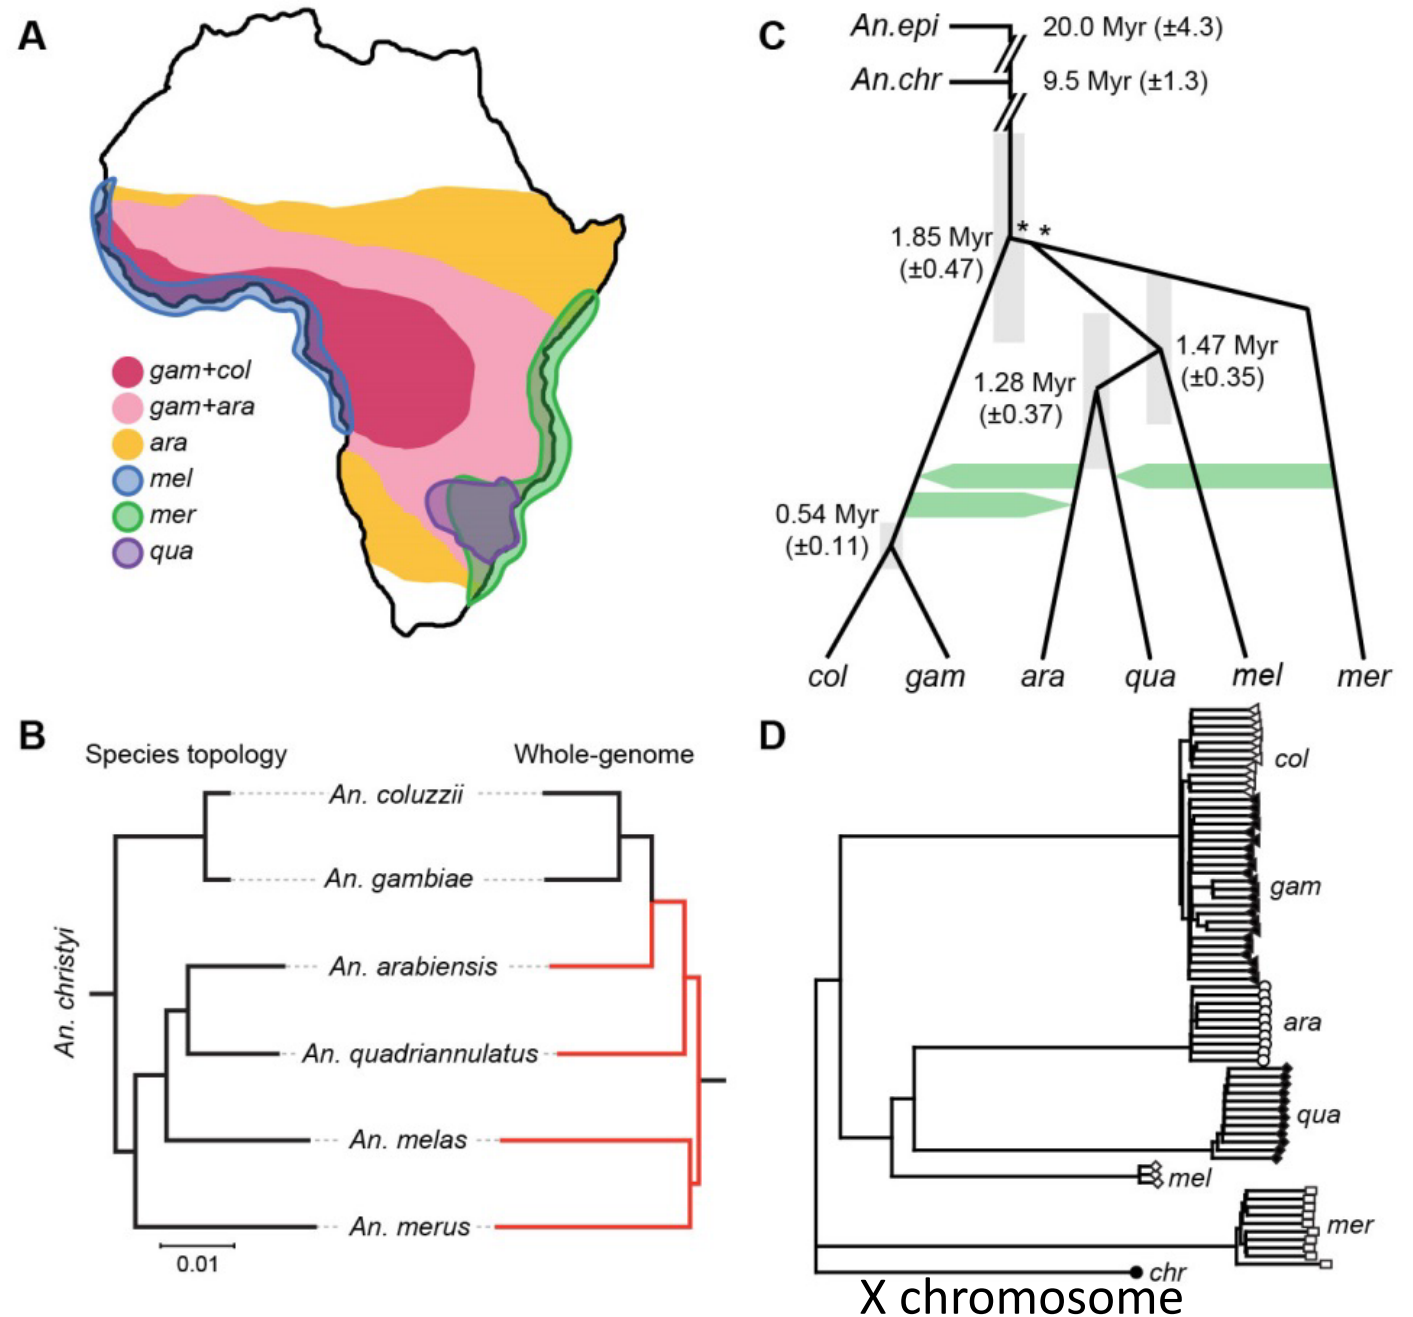 A
gam+col
gam+ara
ara
mel
mer
qua
C
An.epi
20.0 Myr (±4.3)
An.chr
9.5 Myr (±1.3)
* *
1.85 Myr
(±0.47)
1.47 Myr
(±0.35)
1.28 Myr
(±0.37)
0.54 Myr
(±0.11)
col gam ara qua mel mer
B
Species topology
Whole-genome
An. christyi
An. coluzzii
An. gambiae
An. arabiensis
An. quadriannulatus
An. melas
An. merus
0.01
D
col
gam
ara
qua
mel
mer
chr
X chromosome